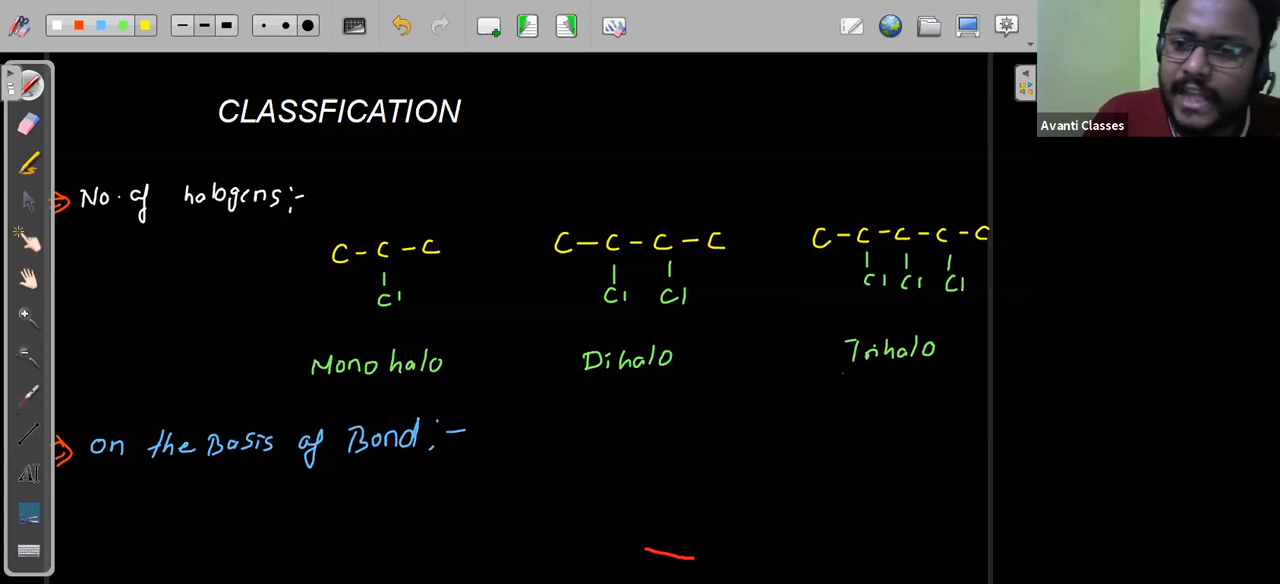 Avanti Classes
CLASSFICATION
No. of halogens :-
C - C - C
Cl
C - C - C - C
Cl Cl
C - C - C - C - C
Cl Cl Cl
Mono halo
Di halo
Trihalo
on the Basis of Bond :-